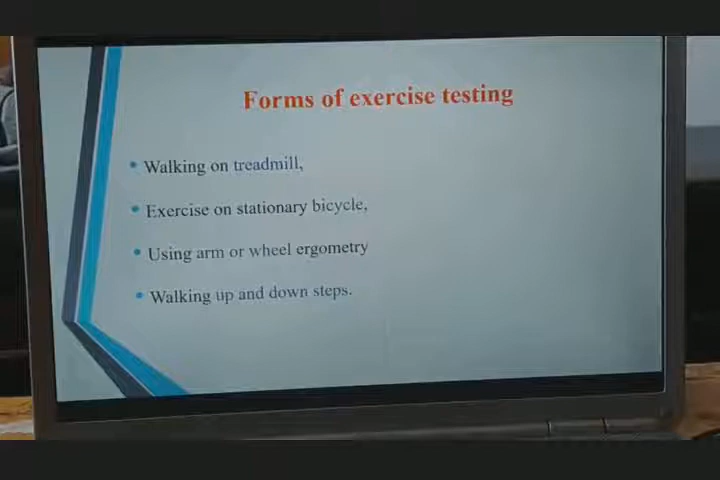 Forms of exercise testing
Walking on treadmill,
Exercise on stationary bicycle,
Using arm or wheel ergometry
Walking up and down steps.